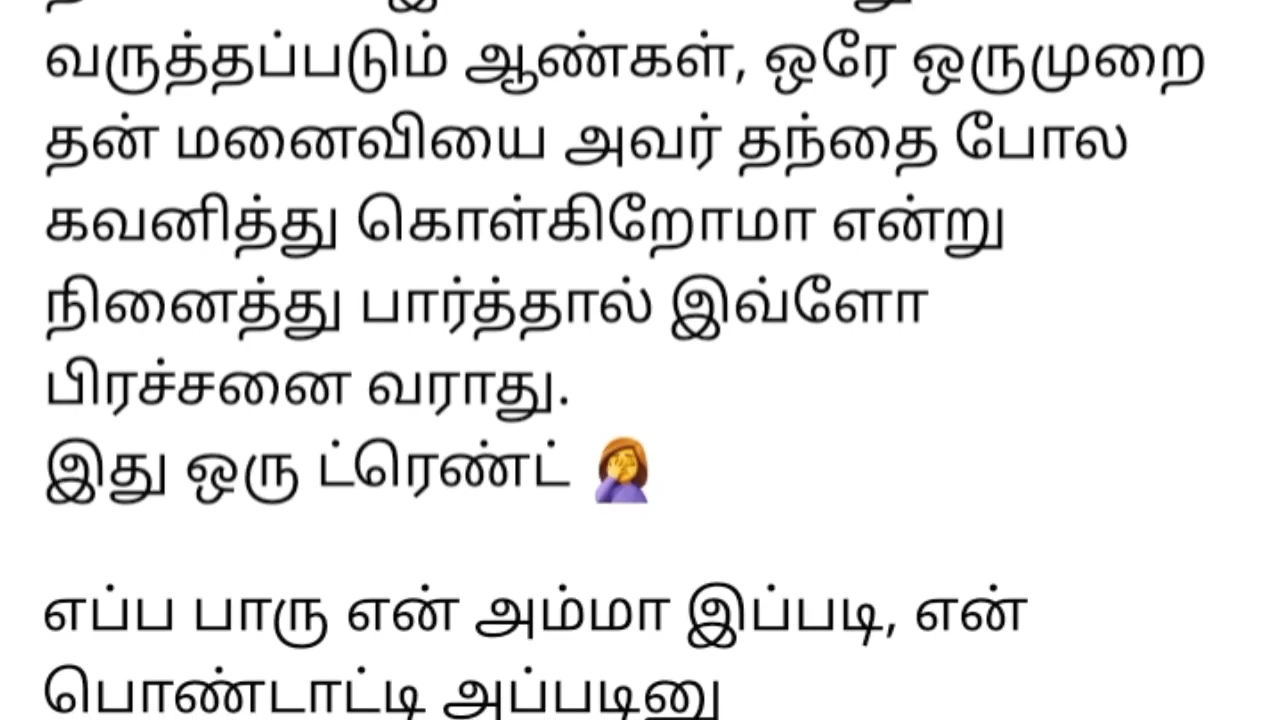 வருத்தப்படும் ஆண்கள், ஒரே ஒருமுறை
தன் மனைவியை அவர் தந்தை போல
கவனித்து கொள்கிறோமா என்று
நினைத்து பார்த்தால் இவ்ளோ
பிரச்சனை வராது.
இது ஒரு ட்ரெண்ட் 🤦‍♀️
எப்ப பாரு என் அம்மா இப்படி, என்
பொண்டாட்டி அப்படினு